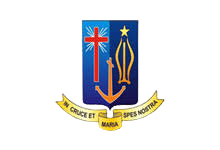 IN CRUCE ET MARIA SPES NOSTRA